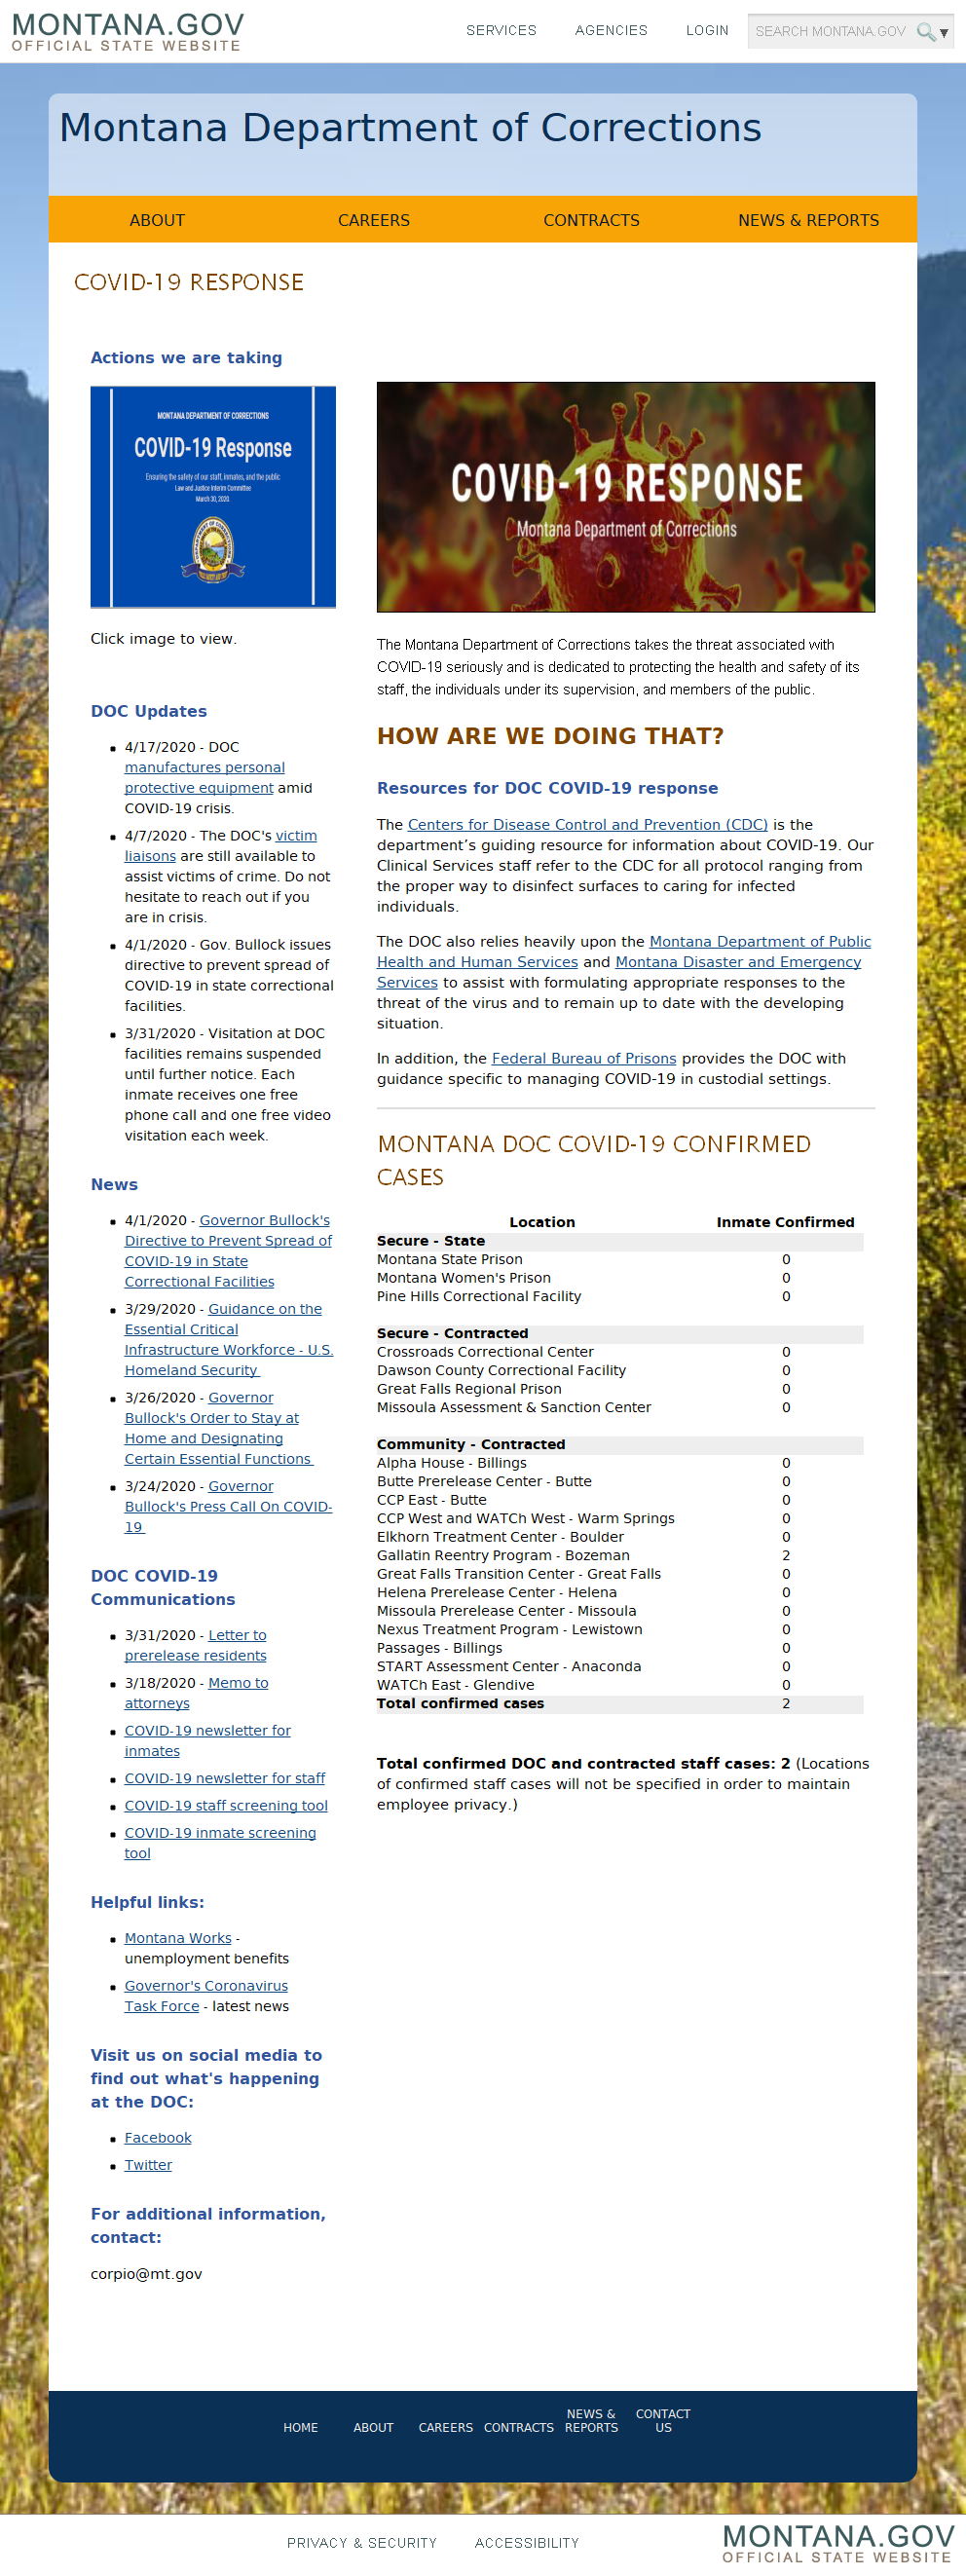 MONTANA.GOV
OFFICIAL STATE WEBSITE
SERVICES
AGENCIES
LOGIN
SEARCH MONTANA.GOV
Montana Department of Corrections
ABOUT
CAREERS
CONTRACTS
NEWS & REPORTS
COVID-19 RESPONSE
Actions we are taking
MONTANA DEPARTMENT OF CORRECTIONS
COVID-19 Response
Ensuring the safety of our staff, inmates, and the public
Law and Justice Interim Committee
March 30, 2020
Click image to view.
DOC Updates
4/17/2020 - DOC
manufactures personal
protective equipment amid
COVID-19 crisis.
4/7/2020 - The DOC's victim
liaisons are still available to
assist victims of crime. Do not
hesitate to reach out if you
are in crisis.
4/1/2020 - Gov. Bullock issues
directive to prevent spread of
COVID-19 in state correctional
facilities.
3/31/2020 - Visitation at DOC
facilities remains suspended
until further notice. Each
inmate receives one free
phone call and one free video
visitation each week.
News
4/1/2020 - Governor Bullock's
Directive to Prevent Spread of
COVID-19 in State
Correctional Facilities
3/29/2020 - Guidance on the
Essential Critical
Infrastructure Workforce - U.S.
Homeland Security
3/26/2020 - Governor
Bullock's Order to Stay at
Home and Designating
Certain Essential Functions
3/24/2020 - Governor
Bullock's Press Call On COVID-
19
DOC COVID-19
Communications
3/31/2020 - Letter to
prerelease residents
3/18/2020 - Memo to
attorneys
COVID-19 newsletter for
inmates
COVID-19 newsletter for staff
COVID-19 staff screening tool
COVID-19 inmate screening
tool
Helpful links:
Montana Works -
unemployment benefits
Governor's Coronavirus
Task Force - latest news
Visit us on social media to
find out what's happening
at the DOC:
Facebook
Twitter
For additional information,
contact:
corpio@mt.gov
COVID-19 RESPONSE
Montana Department of Corrections
The Montana Department of Corrections takes the threat associated with
COVID-19 seriously and is dedicated to protecting the health and safety of its
staff, the individuals under its supervision, and members of the public.
HOW ARE WE DOING THAT?
Resources for DOC COVID-19 response
The Centers for Disease Control and Prevention (CDC) is the
department’s guiding resource for information about COVID-19. Our
Clinical Services staff refer to the CDC for all protocol ranging from
the proper way to disinfect surfaces to caring for infected
individuals.
The DOC also relies heavily upon the Montana Department of Public
Health and Human Services and Montana Disaster and Emergency
Services to assist with formulating appropriate responses to the
threat of the virus and to remain up to date with the developing
situation.
In addition, the Federal Bureau of Prisons provides the DOC with
guidance specific to managing COVID-19 in custodial settings.
MONTANA DOC COVID-19 CONFIRMED
CASES
Location Inmate Confirmed
Secure - State
Montana State Prison 0
Montana Women's Prison 0
Pine Hills Correctional Facility 0
Secure - Contracted
Crossroads Correctional Center 0
Dawson County Correctional Facility 0
Great Falls Regional Prison 0
Missoula Assessment & Sanction Center 0
Community - Contracted
Alpha House - Billings 0
Butte Prerelease Center - Butte 0
CCP East - Butte 0
CCP West and WATCh West - Warm Springs 0
Elkhorn Treatment Center - Boulder 0
Gallatin Reentry Program - Bozeman 2
Great Falls Transition Center - Great Falls 0
Helena Prerelease Center - Helena 0
Missoula Prerelease Center - Missoula 0
Nexus Treatment Program - Lewistown 0
Passages - Billings 0
START Assessment Center - Anaconda 0
WATCh East - Glendive 0
Total confirmed cases 2
Total confirmed DOC and contracted staff cases: 2 (Locations
of confirmed staff cases will not be specified in order to maintain
employee privacy.)
HOME
ABOUT
CAREERS
CONTRACTS
NEWS &
REPORTS
CONTACT
US
PRIVACY & SECURITY
ACCESSIBILITY
MONTANA.GOV
OFFICIAL STATE WEBSITE